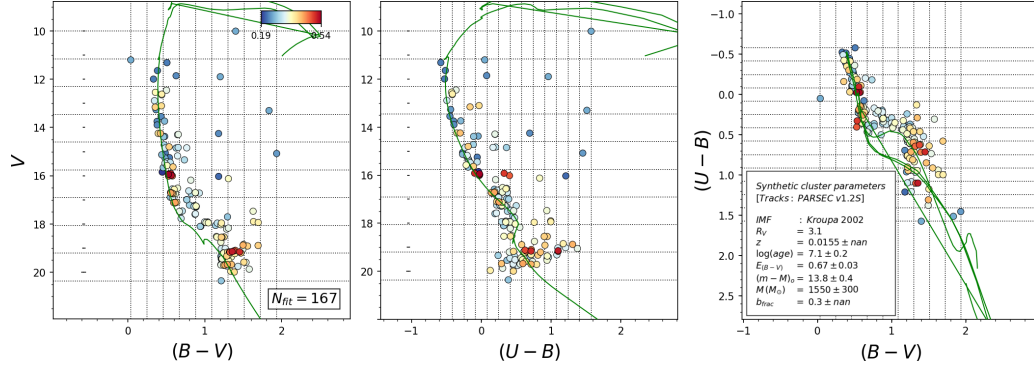 0.19
0.54
10
12
14
16
18
20
V
N_fit = 167
0
1
2
(B − V)
10
12
14
16
18
20
−1
0
1
2
(U − B)
−1.0
−0.5
0.0
0.5
1.0
1.5
2.0
2.5
(U − B)
Synthetic cluster parameters
[Tracks : PARSEC v1.2S]
IMF : Kroupa 2002
R_V = 3.1
z = 0.0155 ± nan
log(age) = 7.1 ± 0.2
E_(B−V) = 0.67 ± 0.03
(m − M)_o = 13.8 ± 0.4
M(M_⊙) = 1550 ± 300
b_frac = 0.3 ± nan
−1
0
1
2
(B − V)